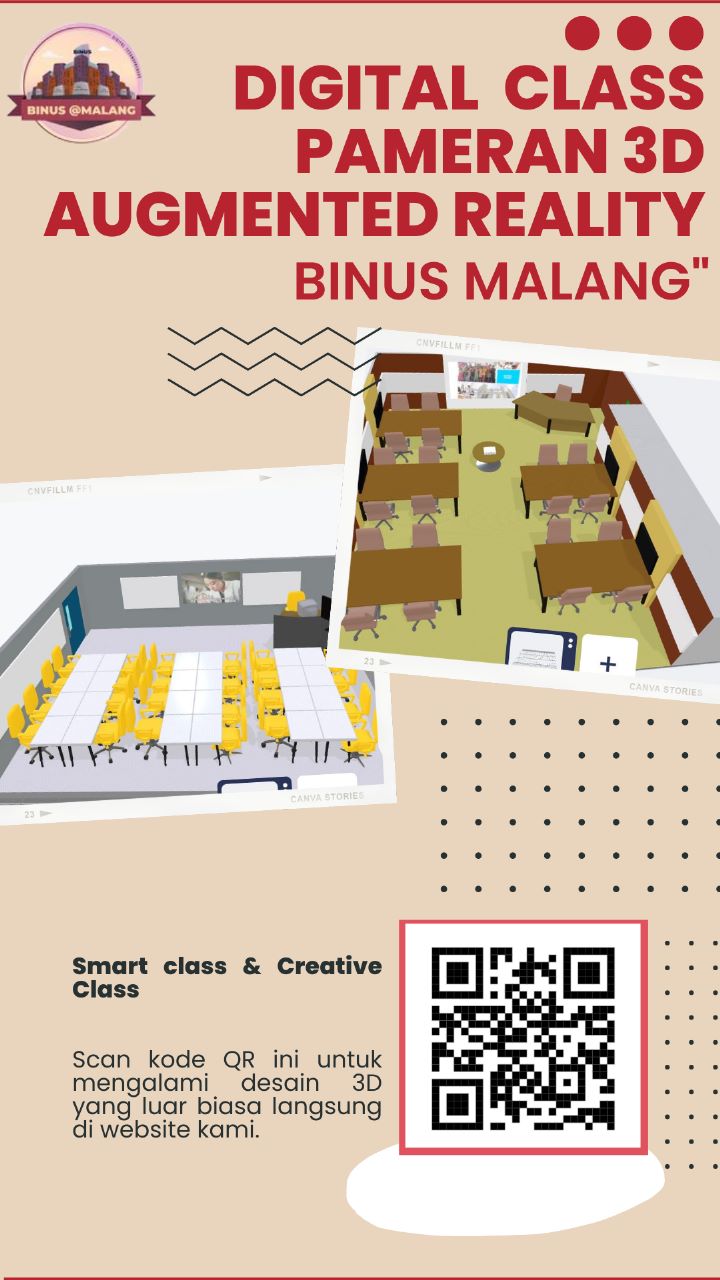 BINUS
BINUS @MALANG
DIGITAL CLASS
PAMERAN 3D
AUGMENTED REALITY
BINUS MALANG"
CNVFILLM FF1
CNVFILLM FF1
23
CANVA STORIES
23
CANVA STORIES
+
Smart class & Creative
Class
Scan kode QR ini untuk
mengalami desain 3D
yang luar biasa langsung
di website kami.